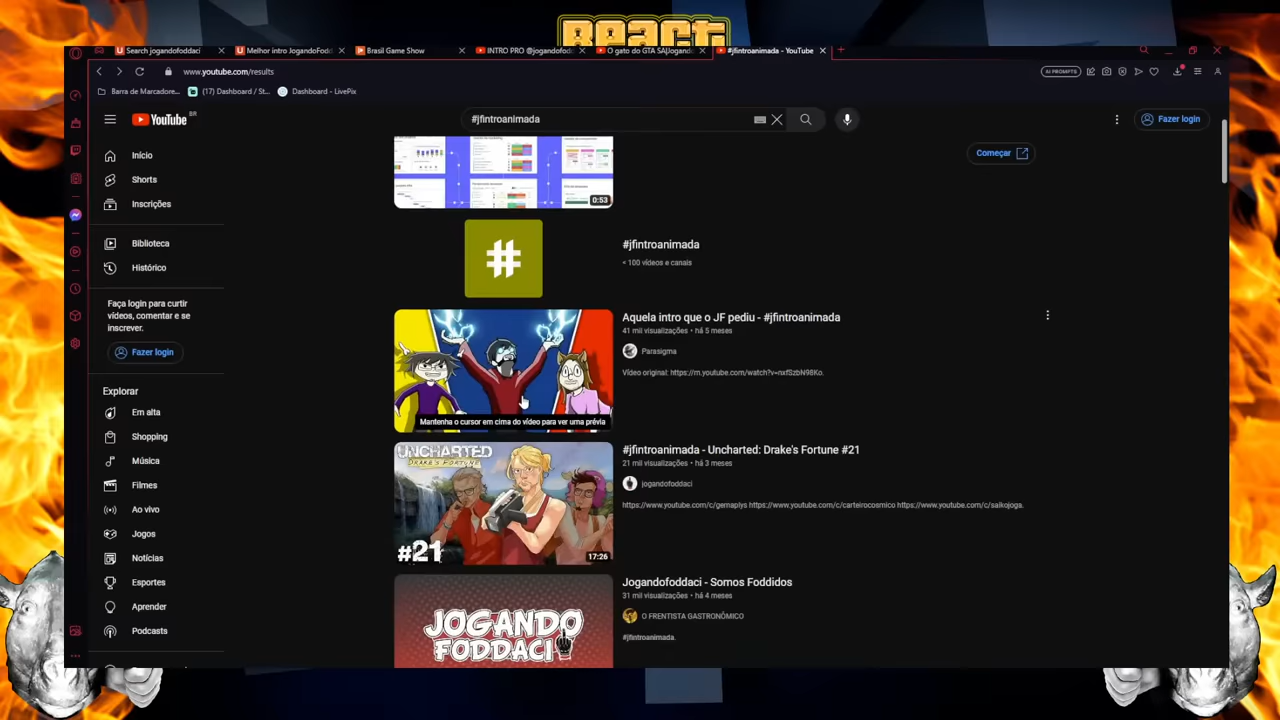 React
Search jogandofoddaci
Melhor intro JogandoFodd
Brasil Game Show
INTRO PRO @jogandofodd
O gato do GTA SA|Jogand
#jfintroanimada - YouTube
www.youtube.com/results
AI PROMPTS
Barra de Marcadore...
(17) Dashboard / St...
Dashboard - LivePix
YouTube BR
#jfintroanimada
Fazer login
Início
Shorts
Inscrições
Biblioteca
Histórico
Faça login para curtir
vídeos, comentar e se
inscrever.
Fazer login
Explorar
Em alta
Shopping
Música
Filmes
Ao vivo
Jogos
Notícias
Esportes
Aprender
Podcasts
0:53
Começar
#
#jfintroanimada
< 100 vídeos e canais
Mantenha o cursor em cima do vídeo para ver uma prévia
Aquela intro que o JF pediu - #jfintroanimada
41 mil visualizações • há 5 meses
Parasigma
Vídeo original: https://m.youtube.com/watch?v=nxfSzbN98Ko.
UNCHARTED
DRAKE'S FORTUNE
#21
17:26
#jfintroanimada - Uncharted: Drake's Fortune #21
21 mil visualizações • há 3 meses
jogandofoddaci
https://www.youtube.com/c/gemaplys https://www.youtube.com/c/carteirocosmico https://www.youtube.com/c/saikojoga.
JOGANDO
FODDACI
Jogandofoddaci - Somos Foddidos
31 mil visualizações • há 4 meses
O FRENTISTA GASTRONÔMICO
#jfintroanimada.